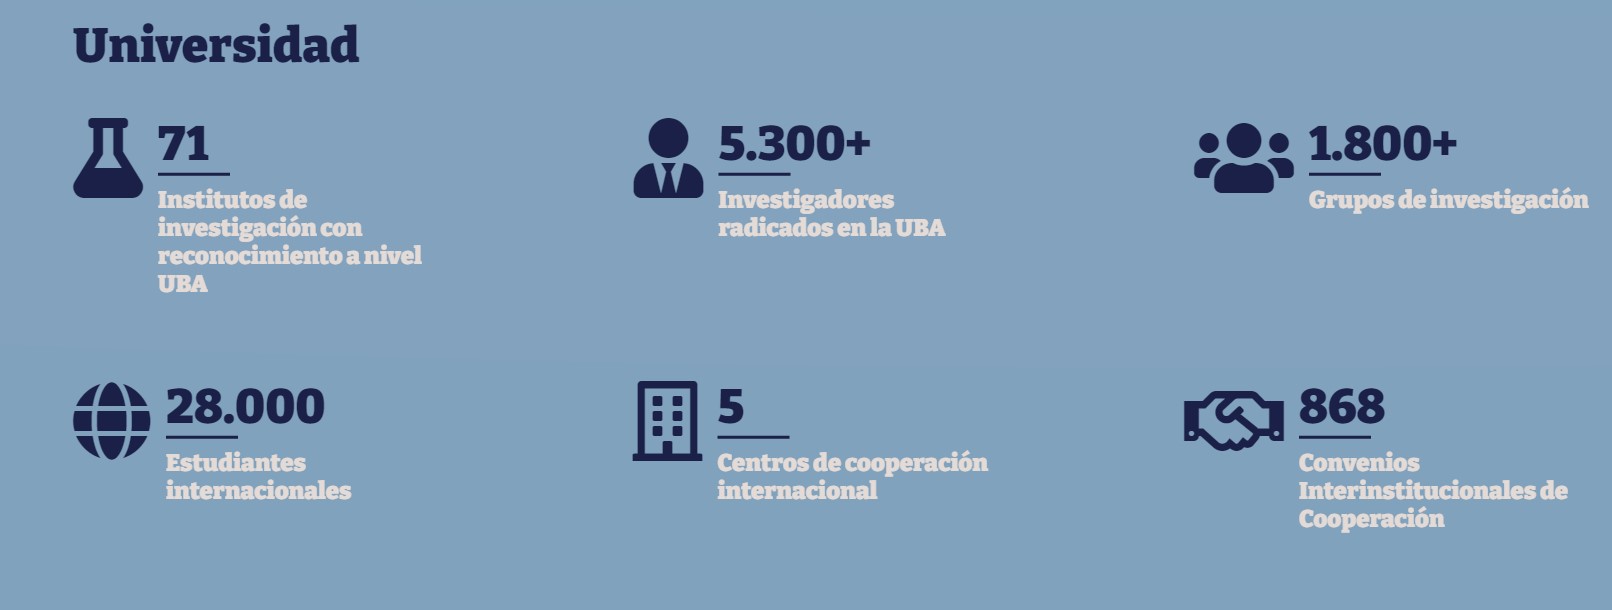 Universidad
71
Institutos de
investigación con
reconocimiento a nivel
UBA
5.300+
Investigadores
radicados en la UBA
1.800+
Grupos de investigación
28.000
Estudiantes
internacionales
5
Centros de cooperación
internacional
868
Convenios
Interinstitucionales de
Cooperación